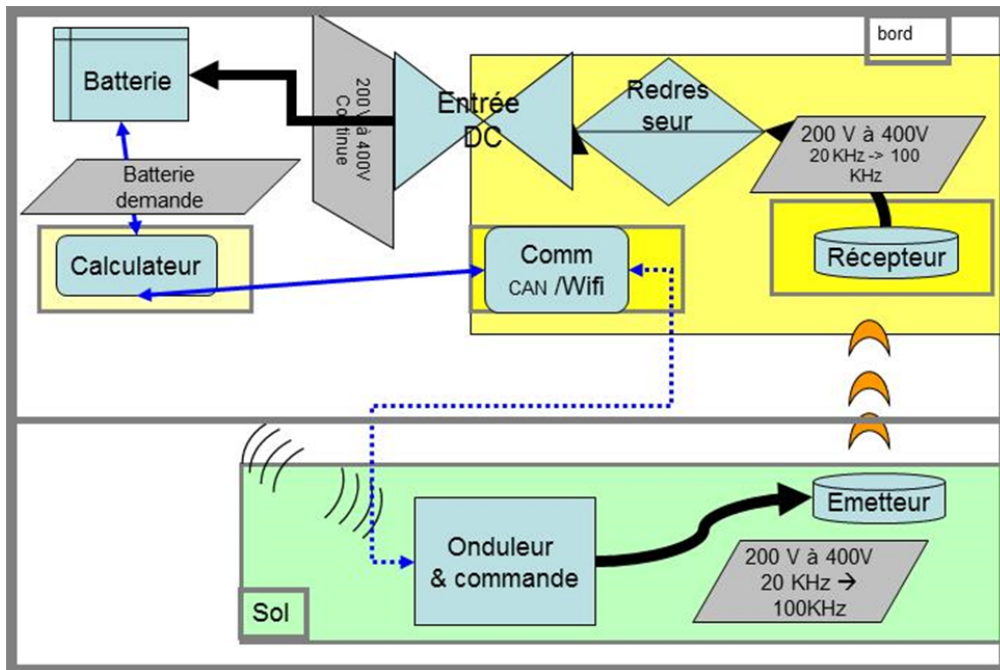 bord
Batterie
200V à 400V
Continue
Entrée
DC
Redres
seur
200 V à 400V
20 KHz -> 100
KHz
Batterie
demande
Calculateur
Comm
CAN /Wifi
Récepteur
Emetteur
Onduleur
& commande
200 V à 400V
20 KHz →
100KHz
Sol